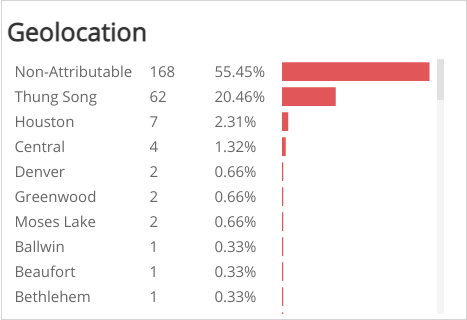 Geolocation
Non-Attributable 168 55.45%
Thung Song 62 20.46%
Houston 7 2.31%
Central 4 1.32%
Denver 2 0.66%
Greenwood 2 0.66%
Moses Lake 2 0.66%
Ballwin 1 0.33%
Beaufort 1 0.33%
Bethlehem 1 0.33%